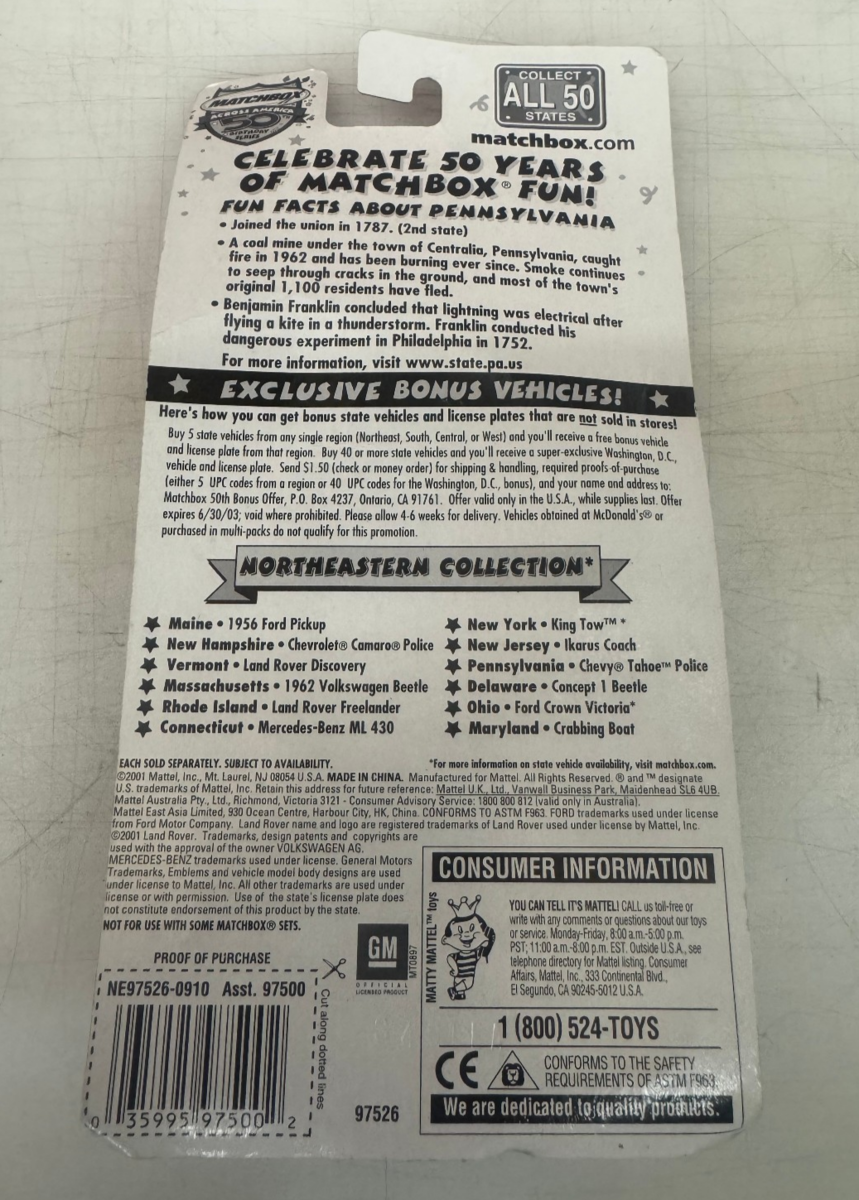 MATCHBOX
ACROSS AMERICA
50TH
BIRTHDAY
SERIES
COLLECT
ALL 50
STATES
matchbox.com
CELEBRATE 50 YEARS
OF MATCHBOX® FUN!
FUN FACTS ABOUT PENNSYLVANIA
• Joined the union in 1787. (2nd state)
• A coal mine under the town of Centralia, Pennsylvania, caught
fire in 1962 and has been burning ever since. Smoke continues
to seep through cracks in the ground, and most of the town's
original 1,100 residents have fled.
• Benjamin Franklin concluded that lightning was electrical after
flying a kite in a thunderstorm. Franklin conducted his
dangerous experiment in Philadelphia in 1752.
For more information, visit www.state.pa.us
EXCLUSIVE BONUS VEHICLES!
Here's how you can get bonus state vehicles and license plates that are not sold in stores!
Buy 5 state vehicles from any single region (Northeast, South, Central, or West) and you'll receive a free bonus vehicle
and license plate from that region. Buy 40 or more state vehicles and you'll receive a super-exclusive Washington, D.C.,
vehicle and license plate. Send $1.50 (check or money order) for shipping & handling, required proofs-of-purchase
(either 5 UPC codes from a region or 40 UPC codes for the Washington, D.C., bonus), and your name and address to:
Matchbox 50th Bonus Offer, P.O. Box 4237, Ontario, CA 91761. Offer valid only in the U.S.A., while supplies last. Offer
expires 6/30/03; void where prohibited. Please allow 4-6 weeks for delivery. Vehicles obtained at McDonald's® or
purchased in multi-packs do not qualify for this promotion.
NORTHEASTERN COLLECTION*
Maine • 1956 Ford Pickup
New Hampshire • Chevrolet® Camaro® Police
Vermont • Land Rover Discovery
Massachusetts • 1962 Volkswagen Beetle
Rhode Island • Land Rover Freelander
Connecticut • Mercedes-Benz ML 430
New York • King Tow™ *
New Jersey • Ikarus Coach
Pennsylvania • Chevy® Tahoe™ Police
Delaware • Concept 1 Beetle
Ohio • Ford Crown Victoria*
Maryland • Crabbing Boat
EACH SOLD SEPARATELY. SUBJECT TO AVAILABILITY.
*For more information on state vehicle availability, visit matchbox.com.
©2001 Mattel, Inc., Mt. Laurel, NJ 08054 U.S.A. MADE IN CHINA. Manufactured for Mattel. All Rights Reserved. ® and ™ designate
U.S. trademarks of Mattel, Inc. Retain this address for future reference: Mattel U.K., Ltd., Vanwall Business Park, Maidenhead SL6 4UB.
Mattel Australia Pty., Ltd., Richmond, Victoria 3121 - Consumer Advisory Service: 1800 800 812 (valid only in Australia).
Mattel East Asia Limited, 930 Ocean Centre, Harbour City, HK, China. CONFORMS TO ASTM F963. FORD trademarks used under license
from Ford Motor Company. Land Rover name and logo are registered trademarks of Land Rover used under license by Mattel, Inc.
©2001 Land Rover. Trademarks, design patents and copyrights are
used with the approval of the owner VOLKSWAGEN AG.
MERCEDES-BENZ trademarks used under license. General Motors
Trademarks, Emblems and vehicle model body designs are used
under license to Mattel, Inc. All other trademarks are used under
license or with permission. Use of the state's license plate does
not constitute endorsement of this product by the state.
NOT FOR USE WITH SOME MATCHBOX® SETS.
GM
OFFICIAL
LICENSED PRODUCT
MT0897
PROOF OF PURCHASE
NE97526-0910 Asst. 97500
0 35995 97500 2
Cut along dotted lines
97526
CONSUMER INFORMATION
MATTY MATTEL™ toys
YOU CAN TELL IT'S MATTEL! CALL us toll-free or
write with any comments or questions about our toys
or service. Monday-Friday, 8:00 a.m.-5:00 p.m.
PST; 11:00 a.m.-8:00 p.m. EST. Outside U.S.A., see
telephone directory for Mattel listing. Consumer
Affairs, Mattel, Inc., 333 Continental Blvd.,
El Segundo, CA 90245-5012 U.S.A.
1 (800) 524-TOYS
CE
CONFORMS TO THE SAFETY
REQUIREMENTS OF ASTM F963.
We are dedicated to quality products.